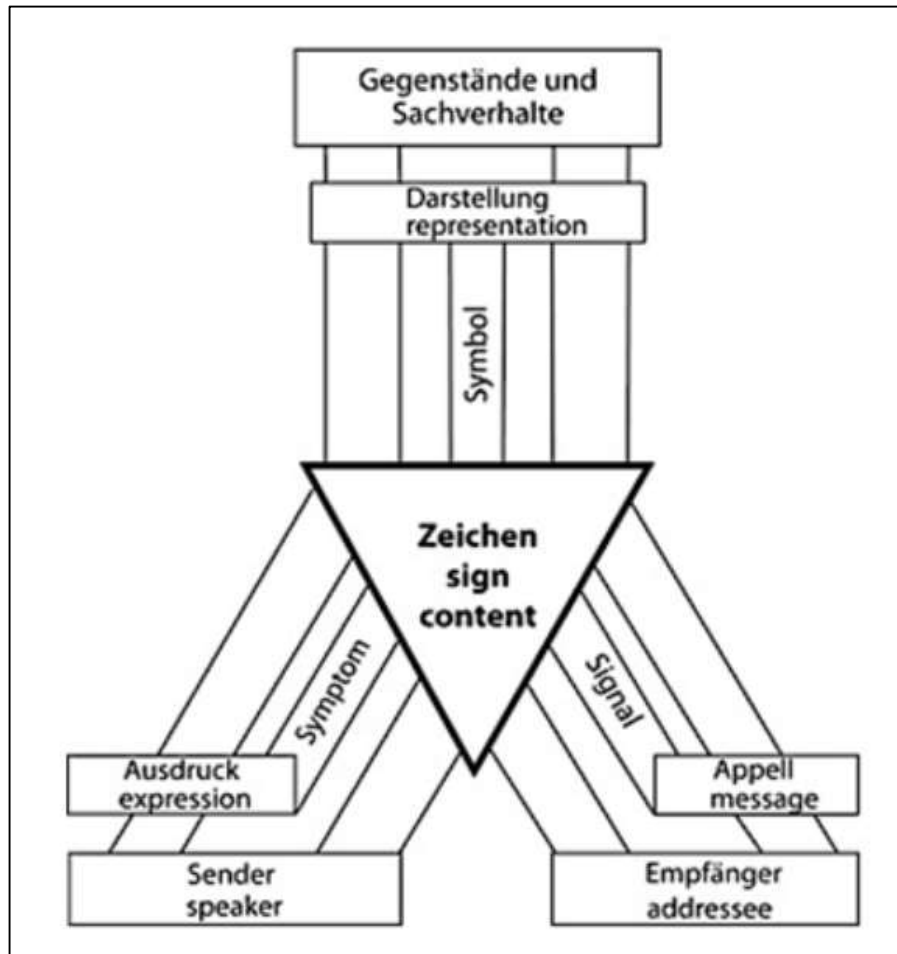 Gegenstände und
Sachverhalte
Darstellung
representation
Symbol
Zeichen
sign
content
Symptom
Signal
Ausdruck
expression
Appell
message
Sender
speaker
Empfänger
addressee